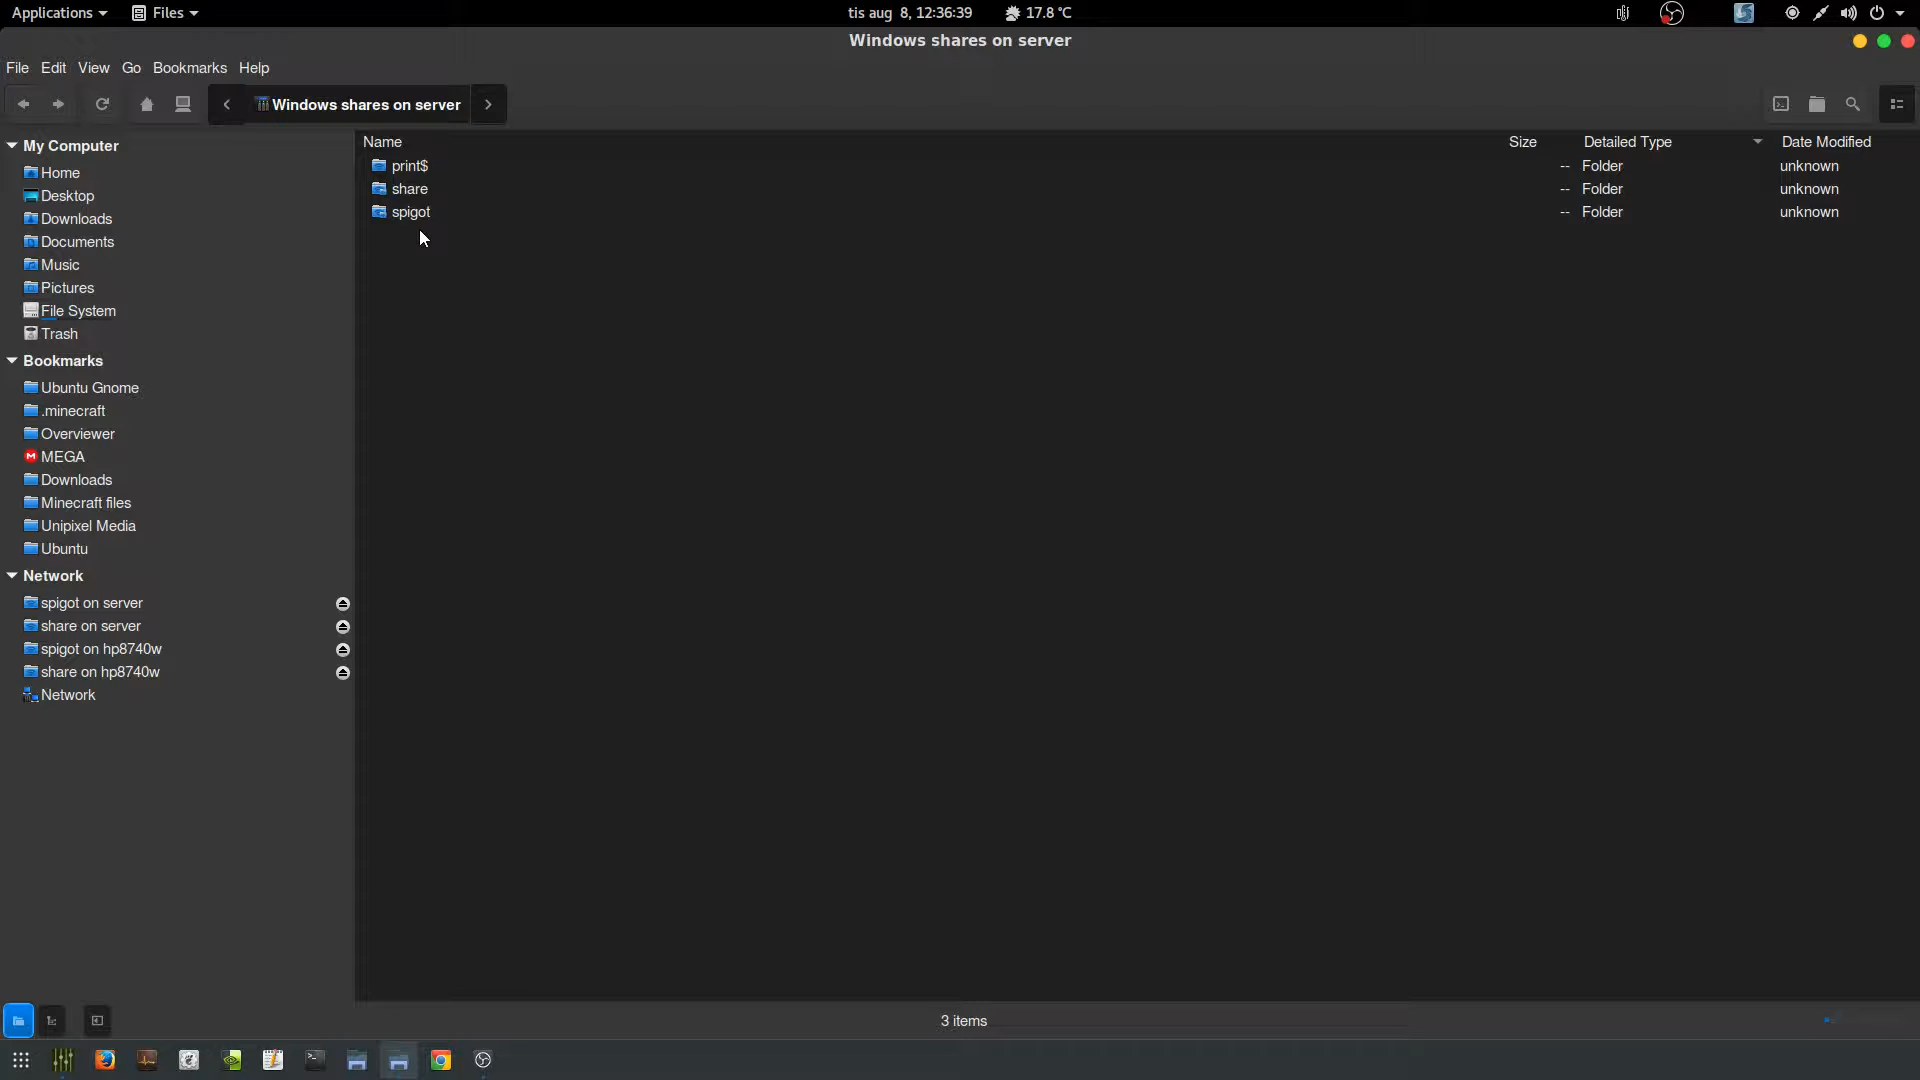 Applications Files tis aug 8, 12:36:39 17.8 °C
Windows shares on server
File Edit View Go Bookmarks Help
Windows shares on server
My Computer
Home
Desktop
Downloads
Documents
Music
Pictures
File System
Trash
Bookmarks
Ubuntu Gnome
.minecraft
Overviewer
MEGA
Downloads
Minecraft files
Unipixel Media
Ubuntu
Network
spigot on server
share on server
spigot on hp8740w
share on hp8740w
Network
Name Size Detailed Type Date Modified
print$ -- Folder unknown
share -- Folder unknown
spigot -- Folder unknown
3 items